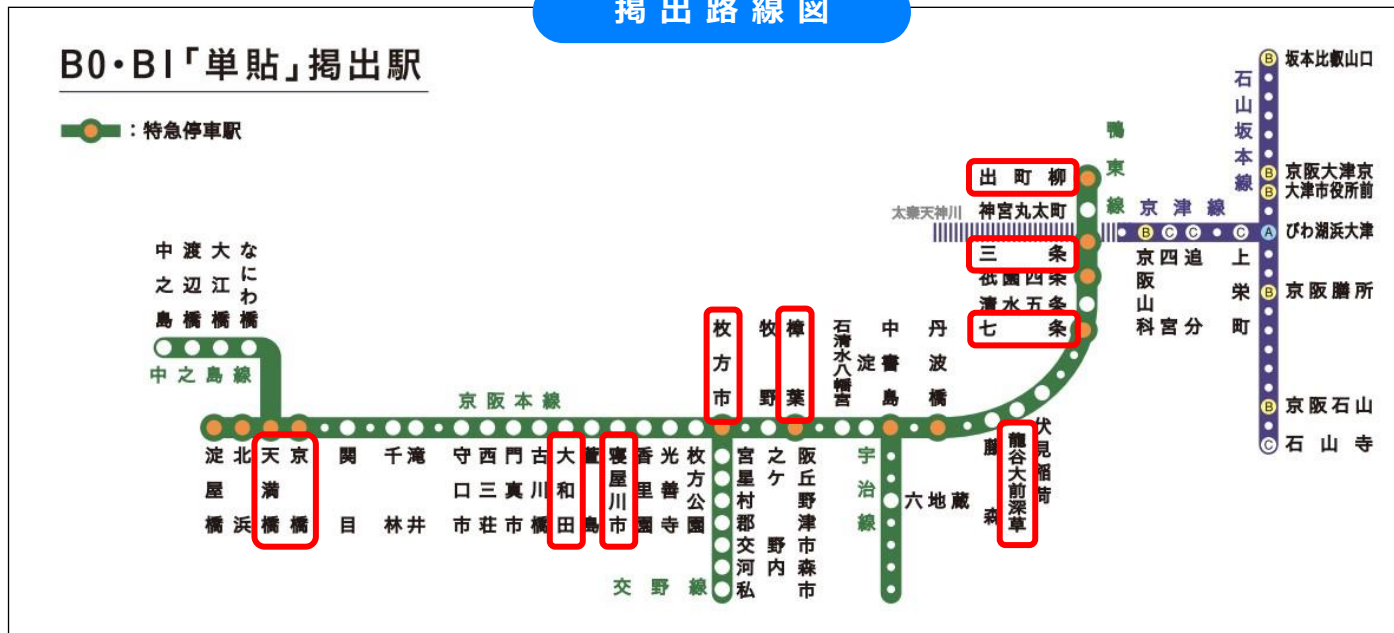 掲出路線図
B0・B1「単貼」掲出駅
：特急停車駅
中之島
渡辺橋
大江橋
なにわ橋
中之島線
京阪本線
淀屋橋
北浜
天満橋
京橋
関目
千林
滝井
守口市
西三荘
門真市
古川橋
大和田
萱島
寝屋川市
香里園
光善寺
枚方公園
枚方市
牧野
樟葉
石清水八幡宮
淀
中書島
丹波橋
宮之阪
星ケ丘
村野
郡津
交野市
河内森
私市
交野線
宇治線
六地蔵
藤森
龍谷大前深草
伏見稲荷
鴨東線
出町柳
神宮丸太町
太秦天神川
三条
祇園四条
清水五条
七条
京津線
B
C
C
C
A
京阪山科
四宮
追分
上栄町
石山坂本線
B 坂本比叡山口
B 京阪大津京
B 大津市役所前
びわ湖浜大津
B 京阪膳所
B 京阪石山
C 石山寺